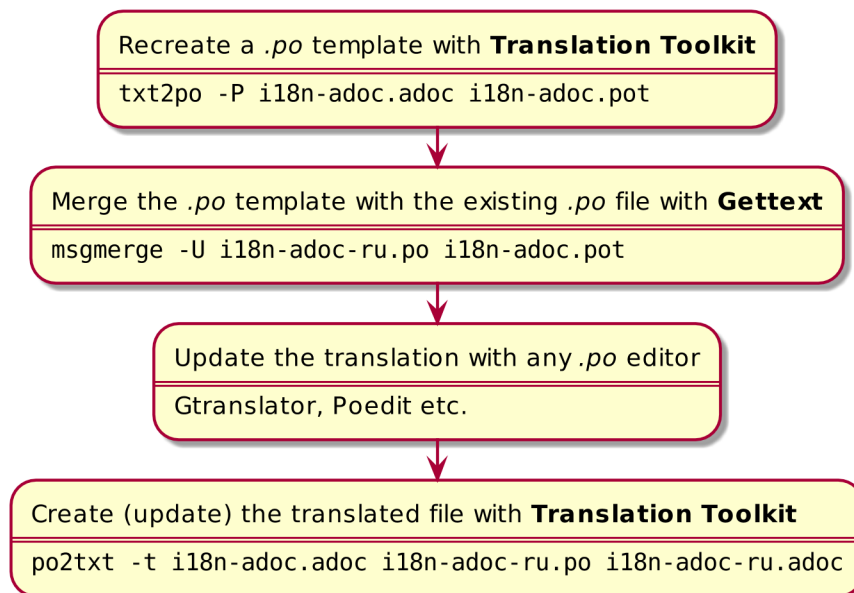 Recreate a .po template with Translation Toolkit
txt2po -P i18n-adoc.adoc i18n-adoc.pot
Merge the .po template with the existing .po file with Gettext
msgmerge -U i18n-adoc-ru.po i18n-adoc.pot
Update the translation with any .po editor
Gtranslator, Poedit etc.
Create (update) the translated file with Translation Toolkit
po2txt -t i18n-adoc.adoc i18n-adoc-ru.po i18n-adoc-ru.adoc